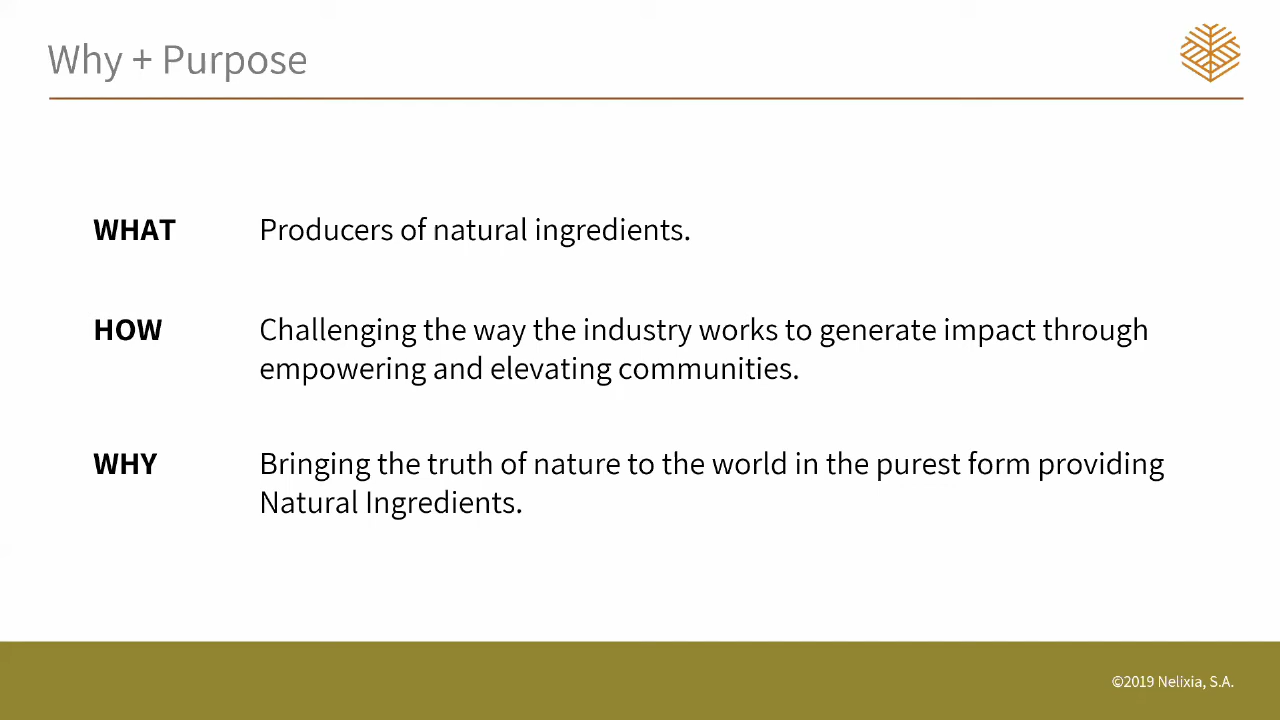 Why + Purpose
WHAT
Producers of natural ingredients.
HOW
Challenging the way the industry works to generate impact through
empowering and elevating communities.
WHY
Bringing the truth of nature to the world in the purest form providing
Natural Ingredients.
©2019 Nelixia, S.A.